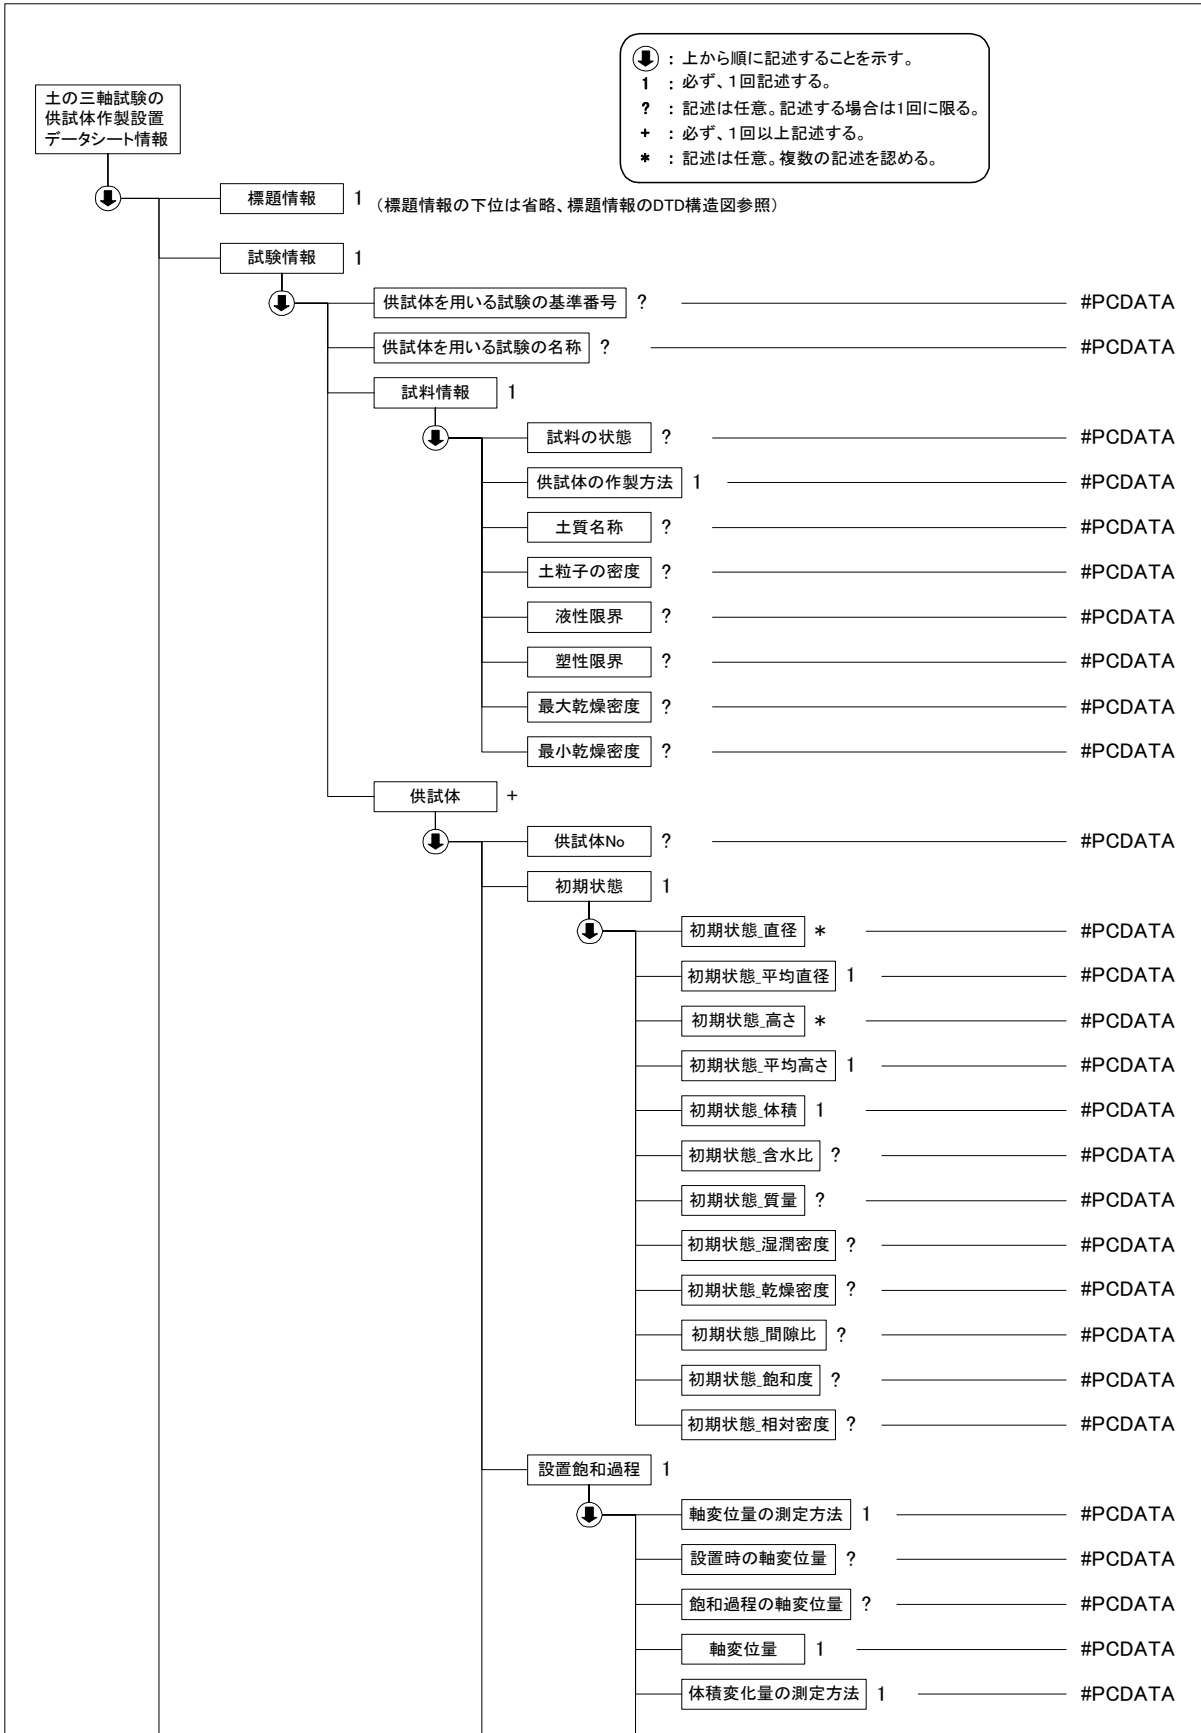 ：上から順に記述することを示す。
1 ：必ず、1回記述する。
? ：記述は任意。記述する場合は1回に限る。
+ ：必ず、1回以上記述する。
* ：記述は任意。複数の記述を認める。
土の三軸試験の
供試体作製設置
データシート情報
標題情報 1 （標題情報の下位は省略、標題情報のDTD構造図参照）
試験情報 1
供試体を用いる試験の基準番号 ? #PCDATA
供試体を用いる試験の名称 ? #PCDATA
試料情報 1
試料の状態 ? #PCDATA
供試体の作製方法 1 #PCDATA
土質名称 ? #PCDATA
土粒子の密度 ? #PCDATA
液性限界 ? #PCDATA
塑性限界 ? #PCDATA
最大乾燥密度 ? #PCDATA
最小乾燥密度 ? #PCDATA
供試体 +
供試体No ? #PCDATA
初期状態 1
初期状態_直径 * #PCDATA
初期状態_平均直径 1 #PCDATA
初期状態_高さ * #PCDATA
初期状態_平均高さ 1 #PCDATA
初期状態_体積 1 #PCDATA
初期状態_含水比 ? #PCDATA
初期状態_質量 ? #PCDATA
初期状態_湿潤密度 ? #PCDATA
初期状態_乾燥密度 ? #PCDATA
初期状態_間隙比 ? #PCDATA
初期状態_飽和度 ? #PCDATA
初期状態_相対密度 ? #PCDATA
設置飽和過程 1
軸変位量の測定方法 1 #PCDATA
設置時の軸変位量 ? #PCDATA
飽和過程の軸変位量 ? #PCDATA
軸変位量 1 #PCDATA
体積変化量の測定方法 1 #PCDATA